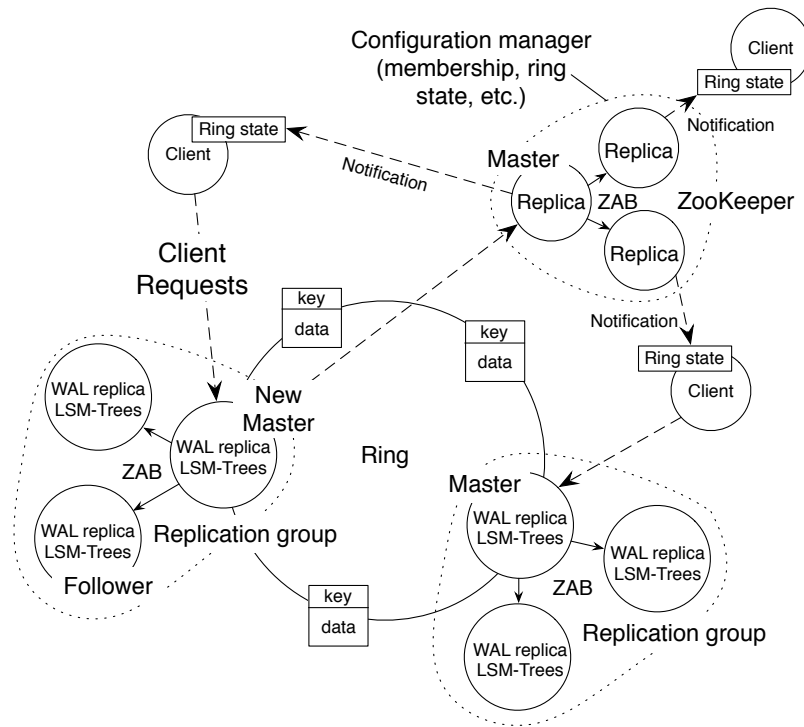 Configuration manager
(membership, ring
state, etc.)
Client
Ring state
Notification
Ring state
Client
Notification
Master
Replica
Replica
ZAB
Replica
ZooKeeper
Notification
Ring state
Client
Client
Requests
key
data
key
data
New
Master
WAL replica
LSM-Trees
WAL replica
LSM-Trees
ZAB
WAL replica
LSM-Trees
Follower
Replication group
Ring
Master
WAL replica
LSM-Trees
WAL replica
LSM-Trees
ZAB
Replication group
WAL replica
LSM-Trees
key
data